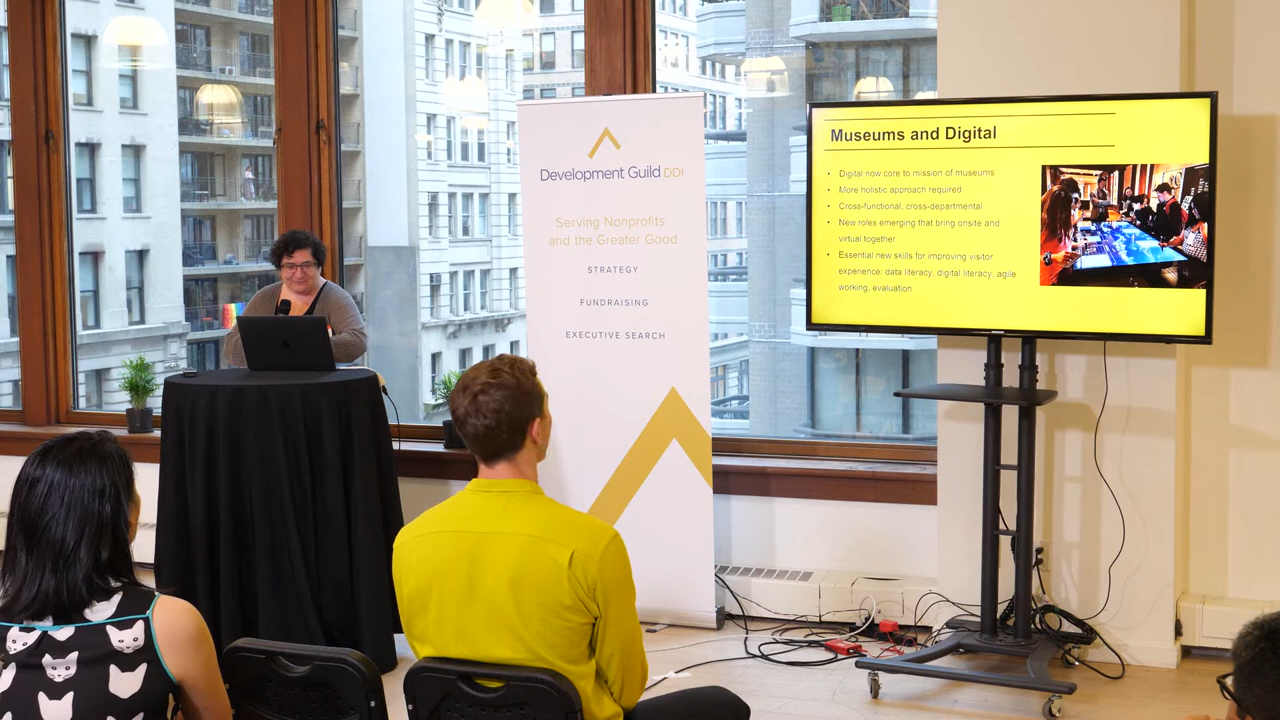 Development Guild DDI
Serving Nonprofits
and the Greater Good
STRATEGY
FUNDRAISING
EXECUTIVE SEARCH
Museums and Digital
• Digital now core to mission of museums
• More holistic approach required
• Cross-functional, cross-departmental
• New roles emerging that bring onsite and
virtual together
• Essential new skills for improving visitor
experience: data literacy, digital literacy, agile
working, evaluation